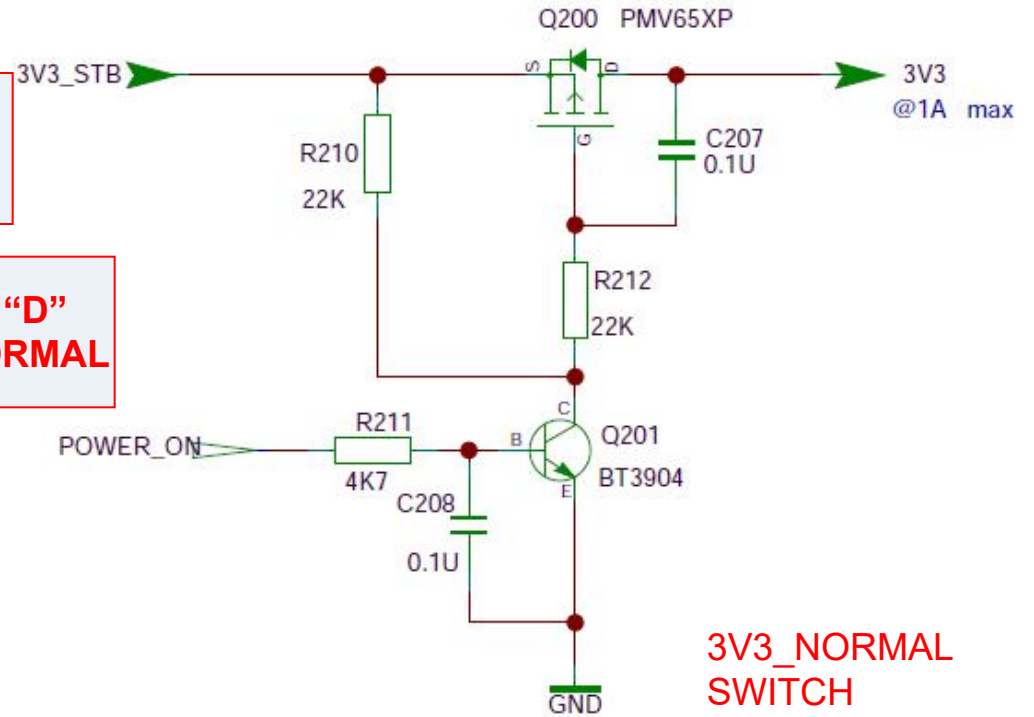 Q200 PMV65XP
3V3_STB
S
D
3V3
@1A max
G
R210
22K
C207
0.1U
“D”
ORMAL
R212
22K
POWER_ON
R211
4K7
B
C
E
Q201
BT3904
C208
0.1U
GND
3V3_NORMAL
SWITCH